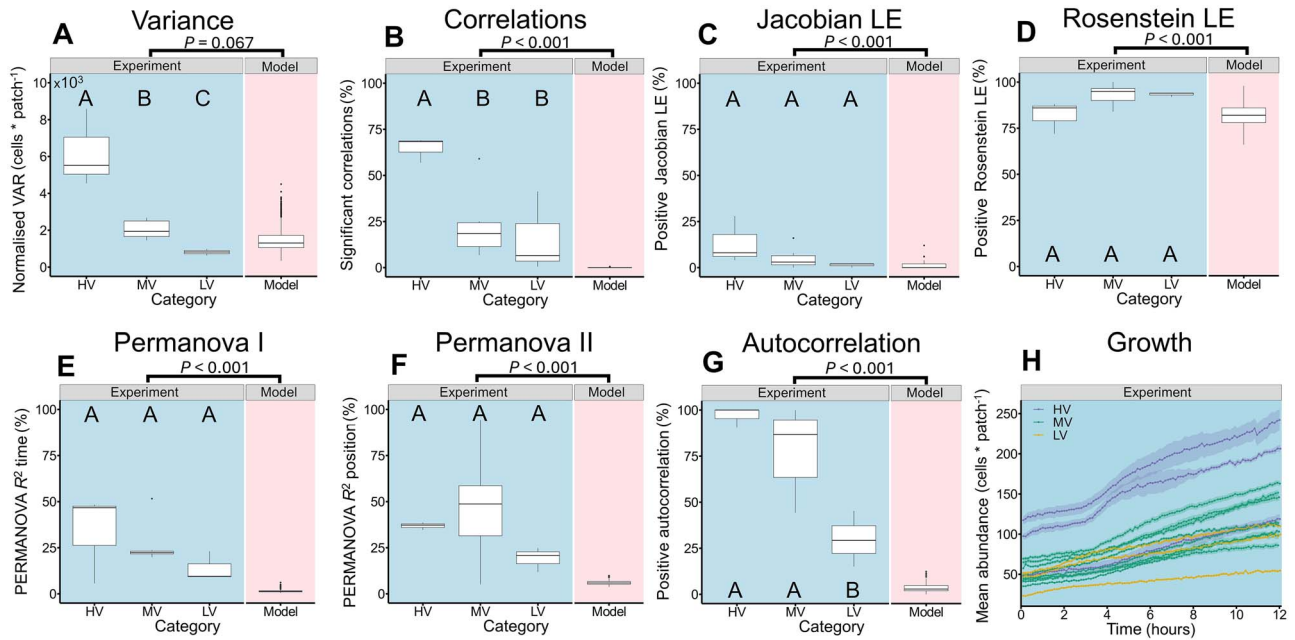 A Variance
P = 0.067
Experiment Model
x10³
A B C
Normalised VAR (cells * patch⁻¹)
10
8
6
4
2
0
HV MV LV Model
Category
B Correlations
P < 0.001
Experiment Model
A B B
Significant correlations (%)
100
75
50
25
0
HV MV LV Model
Category
C Jacobian LE
P < 0.001
Experiment Model
A A A
Positive Jacobian LE (%)
100
75
50
25
0
HV MV LV Model
Category
D Rosenstein LE
P < 0.001
Experiment Model
Positive Rosenstein LE (%)
100
75
50
25
0
A A A
HV MV LV Model
Category
E Permanova I
P < 0.001
Experiment Model
A A A
PERMANOVA R² time (%)
100
75
50
25
0
HV MV LV Model
Category
F Permanova II
P < 0.001
Experiment Model
A A A
PERMANOVA R² position (%)
100
75
50
25
0
HV MV LV Model
Category
G Autocorrelation
P < 0.001
Experiment Model
Positive autocorrelation (%)
100
75
50
25
0
A A B
HV MV LV Model
Category
H Growth
Experiment
HV
MV
LV
Mean abundance (cells * patch⁻¹)
250
200
150
100
50
0 2 4 6 8 10 12
Time (hours)